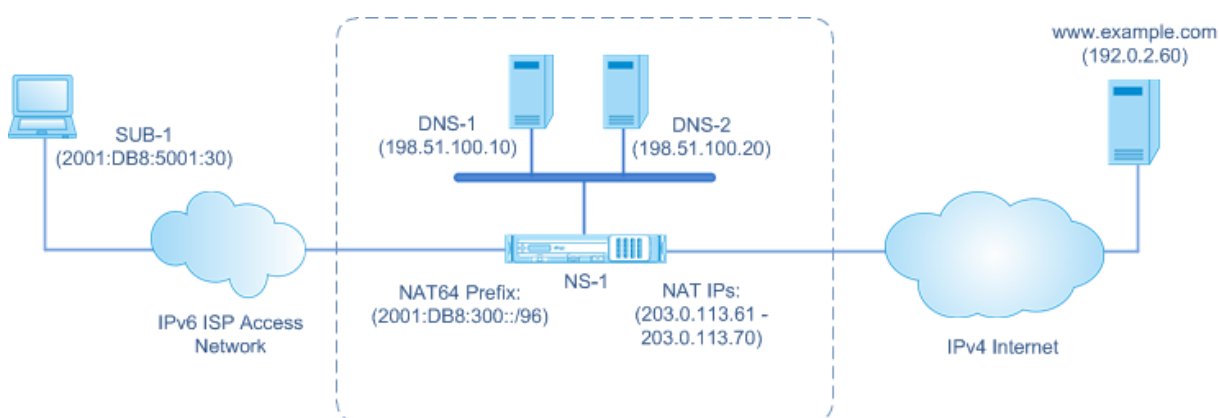 www.example.com
(192.0.2.60)
SUB-1
(2001:DB8:5001:30)
DNS-1
(198.51.100.10)
DNS-2
(198.51.100.20)
NS-1
NAT64 Prefix:
(2001:DB8:300::/96)
NAT IPs:
(203.0.113.61 -
203.0.113.70)
IPv6 ISP Access
Network
IPv4 Internet